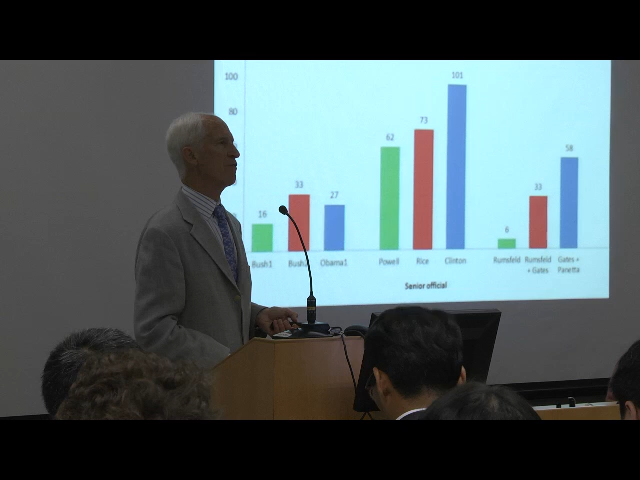 100
101
80
73
62
58
33
33
27
16
6
Bush1
Bush2
Obama1
Powell
Rice
Clinton
Rumsfeld
Rumsfeld + Gates
Gates + Panetta
Senior official